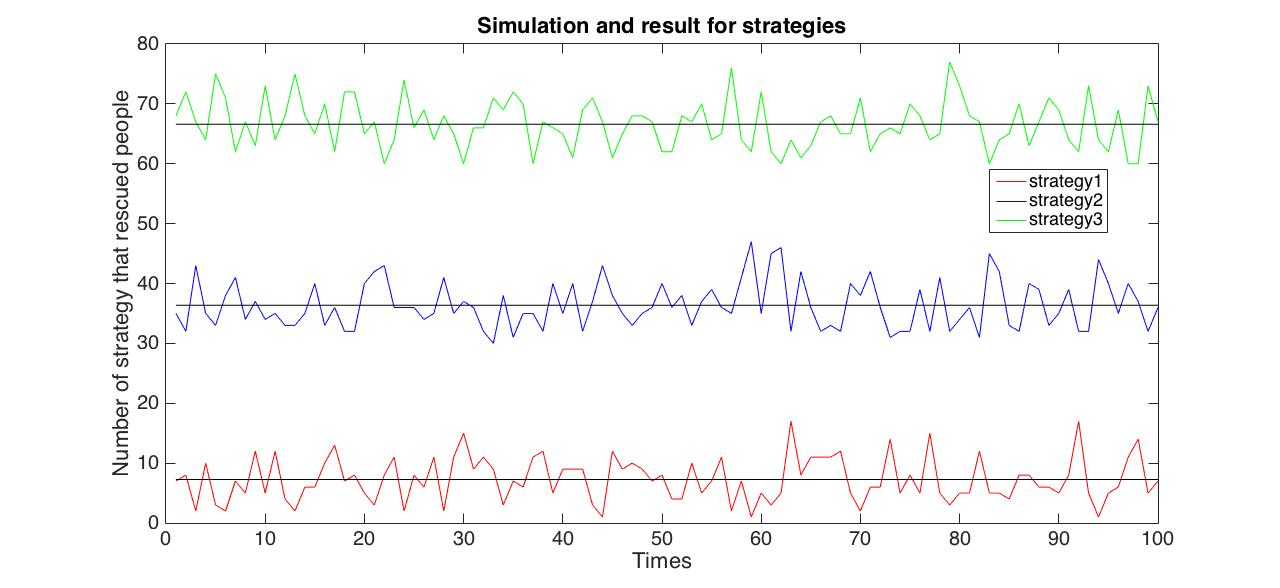 Simulation and result for strategies
Number of strategy that rescued people
80
70
60
50
40
30
20
10
0
strategy1
strategy2
strategy3
0 10 20 30 40 50 60 70 80 90 100
Times